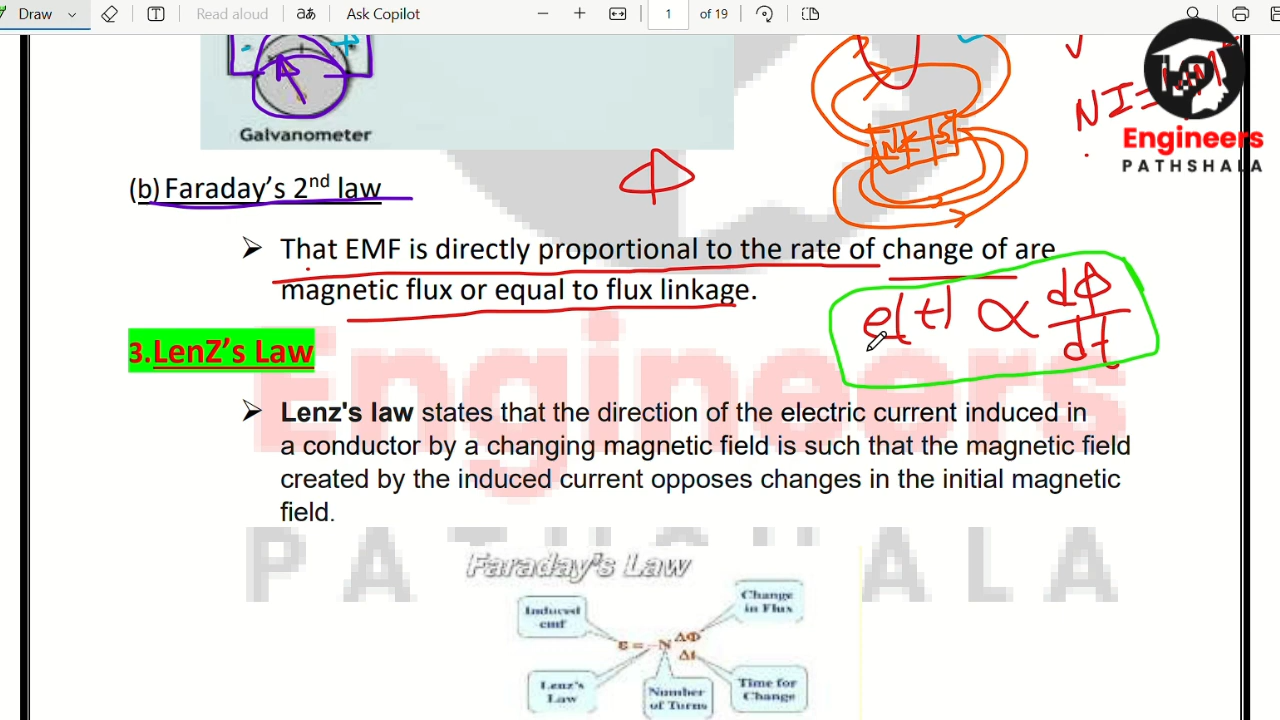 Draw
Read aloud
aあ
Ask Copilot
1 of 19
- +
Galvanometer
NI=
Engineers
PATHSHALA
Φ
(b) Faraday’s 2nd law
➢ That EMF is directly proportional to the rate of change of are
magnetic flux or equal to flux linkage.
e(t) ∝ dΦ/dt
N S
3.LenZ’s Law
➢ Lenz's law states that the direction of the electric current induced in
a conductor by a changing magnetic field is such that the magnetic field
created by the induced current opposes changes in the initial magnetic
field.
Engineers
PATHSHALA
Faraday's Law
Induced
emf
Change
in Flux
ε = -N ΔΦ
Δt
Lenz's
Law
Number
of Turns
Time for
Change